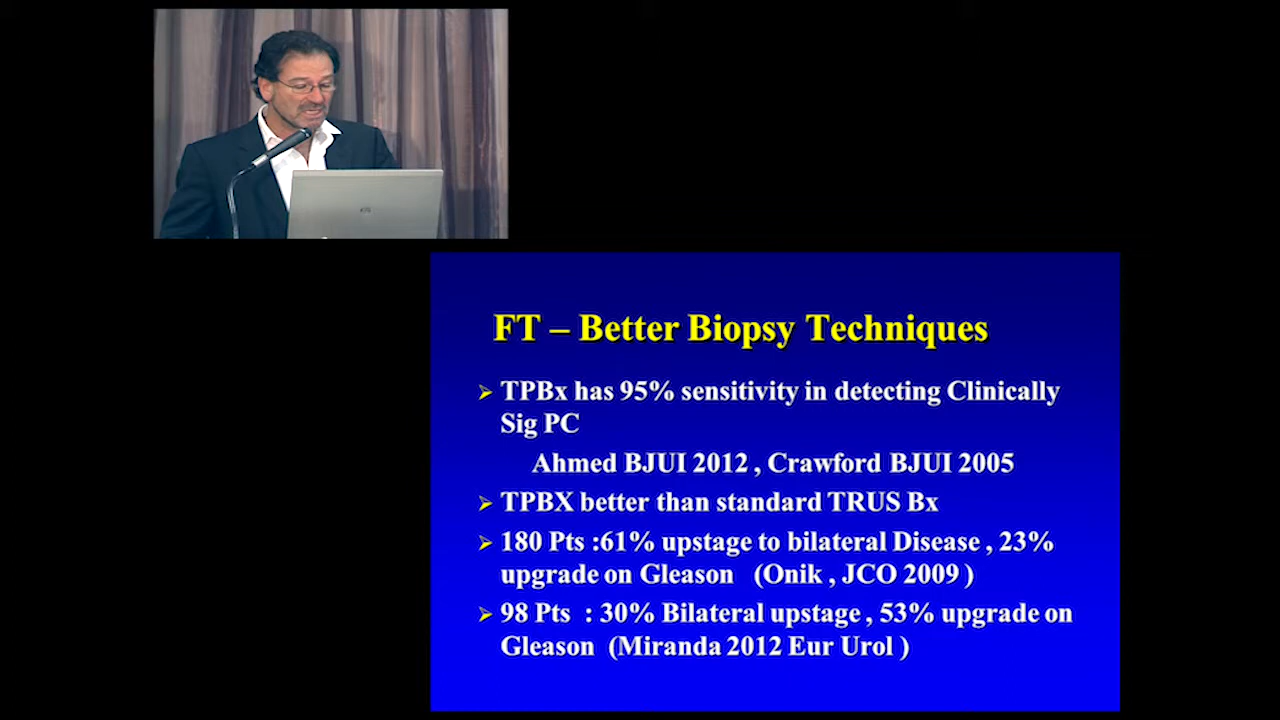 FT – Better Biopsy Techniques
➢ TPBx has 95% sensitivity in detecting Clinically
Sig PC
Ahmed BJUI 2012 , Crawford BJUI 2005
➢ TPBX better than standard TRUS Bx
➢ 180 Pts :61% upstage to bilateral Disease , 23%
upgrade on Gleason (Onik , JCO 2009 )
➢ 98 Pts : 30% Bilateral upstage , 53% upgrade on
Gleason (Miranda 2012 Eur Urol )